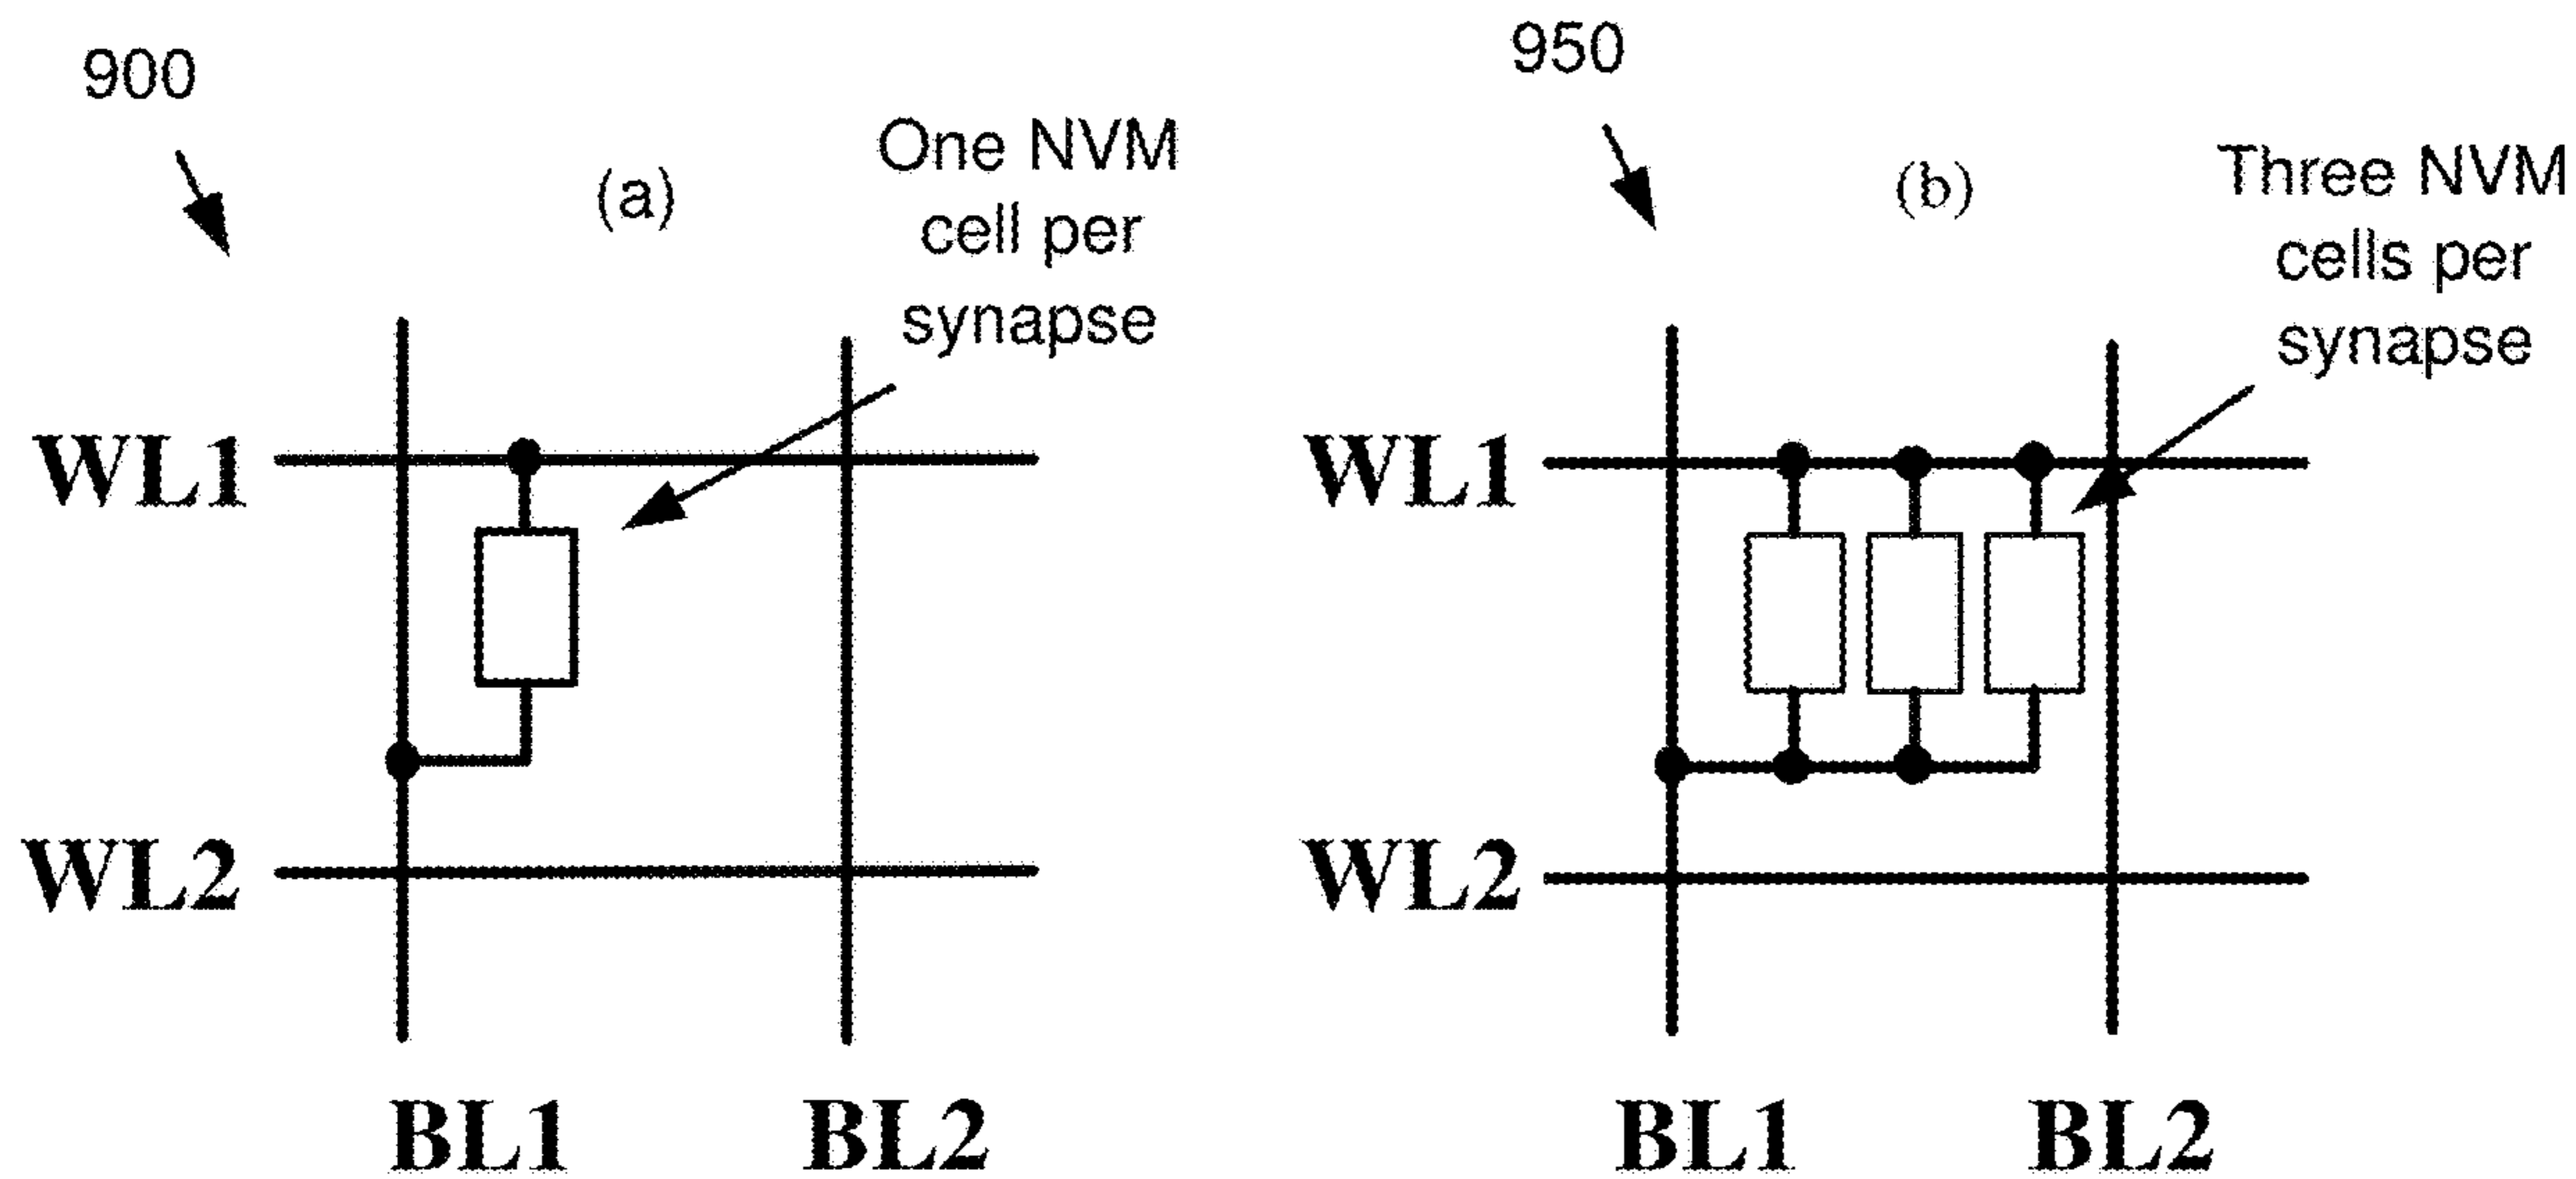 900
(a)
One NVM
cell per
synapse
WL1
WL2
BL1
BL2
950
(b)
Three NVM
cells per
synapse
WL1
WL2
BL1
BL2